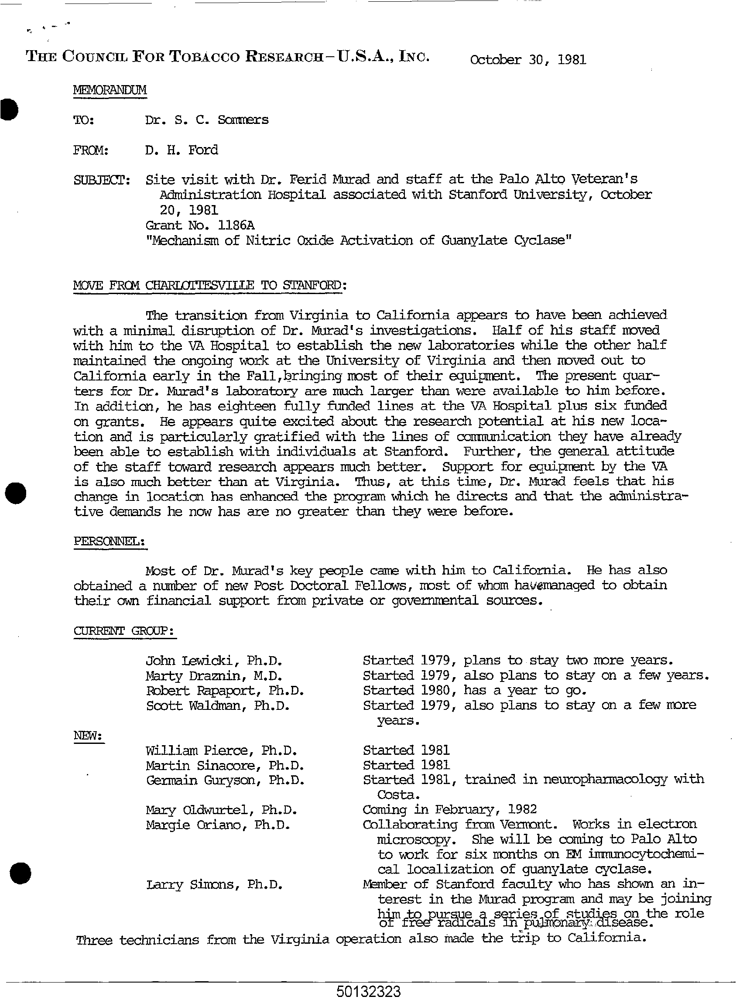 THE COUNCIL FOR TOBACCO RESEARCH-U.S.A., INC. October 30, 1981
MEMORANDUM
TO: Dr. S. C. Sommers
FROM: D. H. Ford
SUBJECT: Site visit with Dr. Ferid Murad and staff at the Palo Alto Veteran's
Administration Hospital associated with Stanford University, October
20, 1981
Grant No. 1186A
"Mechanism of Nitric Oxide Activation of Guanylate Cyclase"
MOVE FROM CHARLOTTESVILLE TO STANFORD:
The transition from Virginia to California appears to have been achieved
with a minimal disruption of Dr. Murad's investigations. Half of his staff moved
with him to the VA Hospital to establish the new laboratories while the other half
maintained the ongoing work at the University of Virginia and then moved out to
California early in the Fall,bringing most of their equipment. The present quar-
ters for Dr. Murad's laboratory are much larger than were available to him before.
In addition, he has eighteen fully funded lines at the VA Hospital plus six funded
on grants. He appears quite excited about the research potential at his new loca-
tion and is particularly gratified with the lines of communication they have already
been able to establish with individuals at Stanford. Further, the general attitude
of the staff toward research appears much better. Support for equipment by the VA
is also much better than at Virginia. Thus, at this time, Dr. Murad feels that his
change in location has enhanced the program which he directs and that the administra-
tive demands he now has are no greater than they were before.
PERSONNEL:
Most of Dr. Murad's key people came with him to California. He has also
obtained a number of new Post Doctoral Fellows, most of whom havemanaged to obtain
their own financial support from private or governmental sources.
CURRENT GROUP:
John Lewicki, Ph.D. Started 1979, plans to stay two more years.
Marty Draznin, M.D. Started 1979, also plans to stay on a few years.
Robert Rapaport, Ph.D. Started 1980, has a year to go.
Scott Waldman, Ph.D. Started 1979, also plans to stay on a few more
years.
NEW:
William Pierce, Ph.D. Started 1981
Martin Sinacore, Ph.D. Started 1981
Germain Guryson, Ph.D. Started 1981, trained in neuropharmacology with
Costa.
Mary Oldwurtel, Ph.D. Coming in February, 1982
Margie Oriano, Ph.D. Collaborating from Vermont. Works in electron
microscopy. She will be coming to Palo Alto
to work for six months on EM immunocytochemi-
cal localization of guanylate cyclase.
Larry Simons, Ph.D. Member of Stanford faculty who has shown an in-
terest in the Murad program and may be joining
him to pursue a series of studies on the role
of free radicals in pulmonary disease.
Three technicians from the Virginia operation also made the trip to California.
50132323